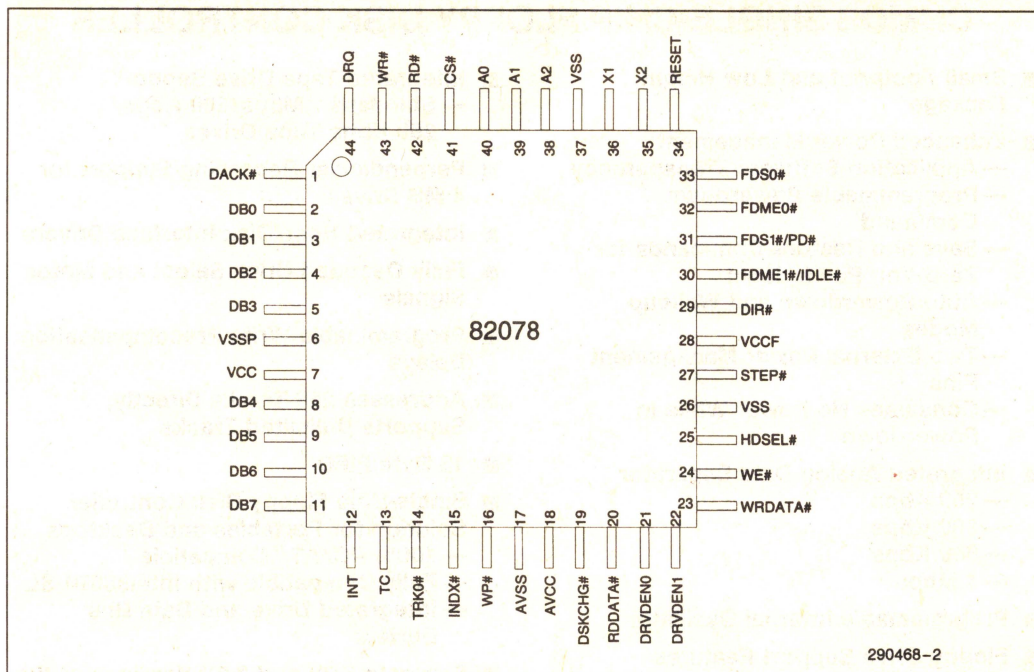 DRQ
WR#
RD#
CS#
A0
A1
A2
VSS
X1
X2
RESET
44 43 42 41 40 39 38 37 36 35 34
DACK# 1
DB0 2
DB1 3
DB2 4
DB3 5
VSSP 6
VCC 7
DB4 8
DB5 9
DB6 10
DB7 11
82078
33 FDS0#
32 FDME0#
31 FDS1#/PD#
30 FDME1#/IDLE#
29 DIR#
28 VCCF
27 STEP#
26 VSS
25 HDSEL#
24 WE#
23 WRDATA#
12 13 14 15 16 17 18 19 20 21 22
INT
TC
TRK0#
INDX#
WP#
AVSS
AVCC
DSKCHG#
RDDATA#
DRVDEN0
DRVDEN1
290468-2